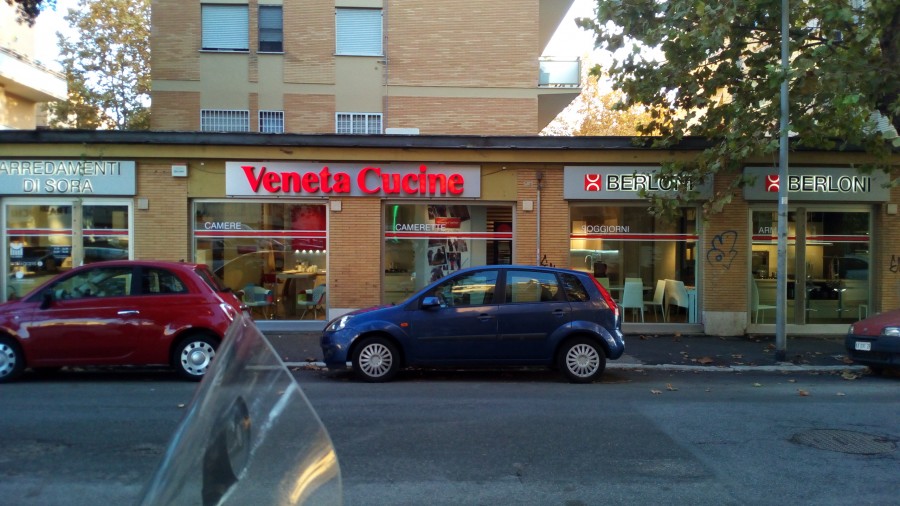 ARREDAMENTI
DI SORA
Veneta Cucine
BERLONI
BERLONI
CAMERE
CAMERETTE
SOGGIORNI